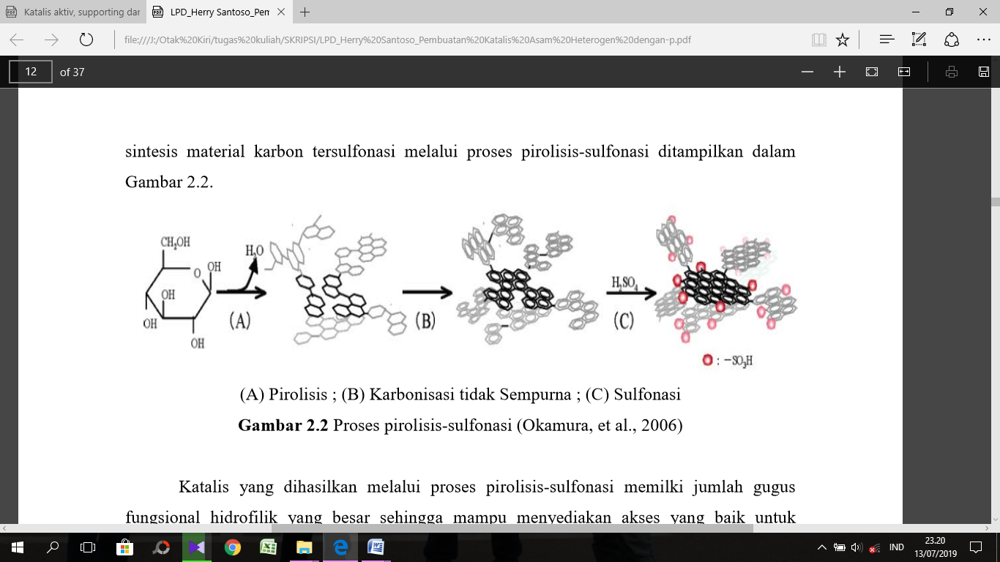 Katalis aktiv, supporting dar
LPD_Herry Santoso_Pem
file:///J:/Otak%20Kiri/tugas%20kuliah/SKRIPSI/LPD_Herry%20Santoso_Pembuatan%20Katalis%20Asam%20Heterogen%20dengan-p.pdf
12 of 37
sintesis material karbon tersulfonasi melalui proses pirolisis-sulfonasi ditampilkan dalam
Gambar 2.2.
CH2OH
O
OH
OH
OH
OH
H2O
(A)
(B)
H2SO4
(C)
: -SO3H
(A) Pirolisis ; (B) Karbonisasi tidak Sempurna ; (C) Sulfonasi
Gambar 2.2 Proses pirolisis-sulfonasi (Okamura, et al., 2006)
Katalis yang dihasilkan melalui proses pirolisis-sulfonasi memilki jumlah gugus
fungsional hidrofilik yang besar sehingga mampu menyediakan akses yang baik untuk
IND
23.20
13/07/2019